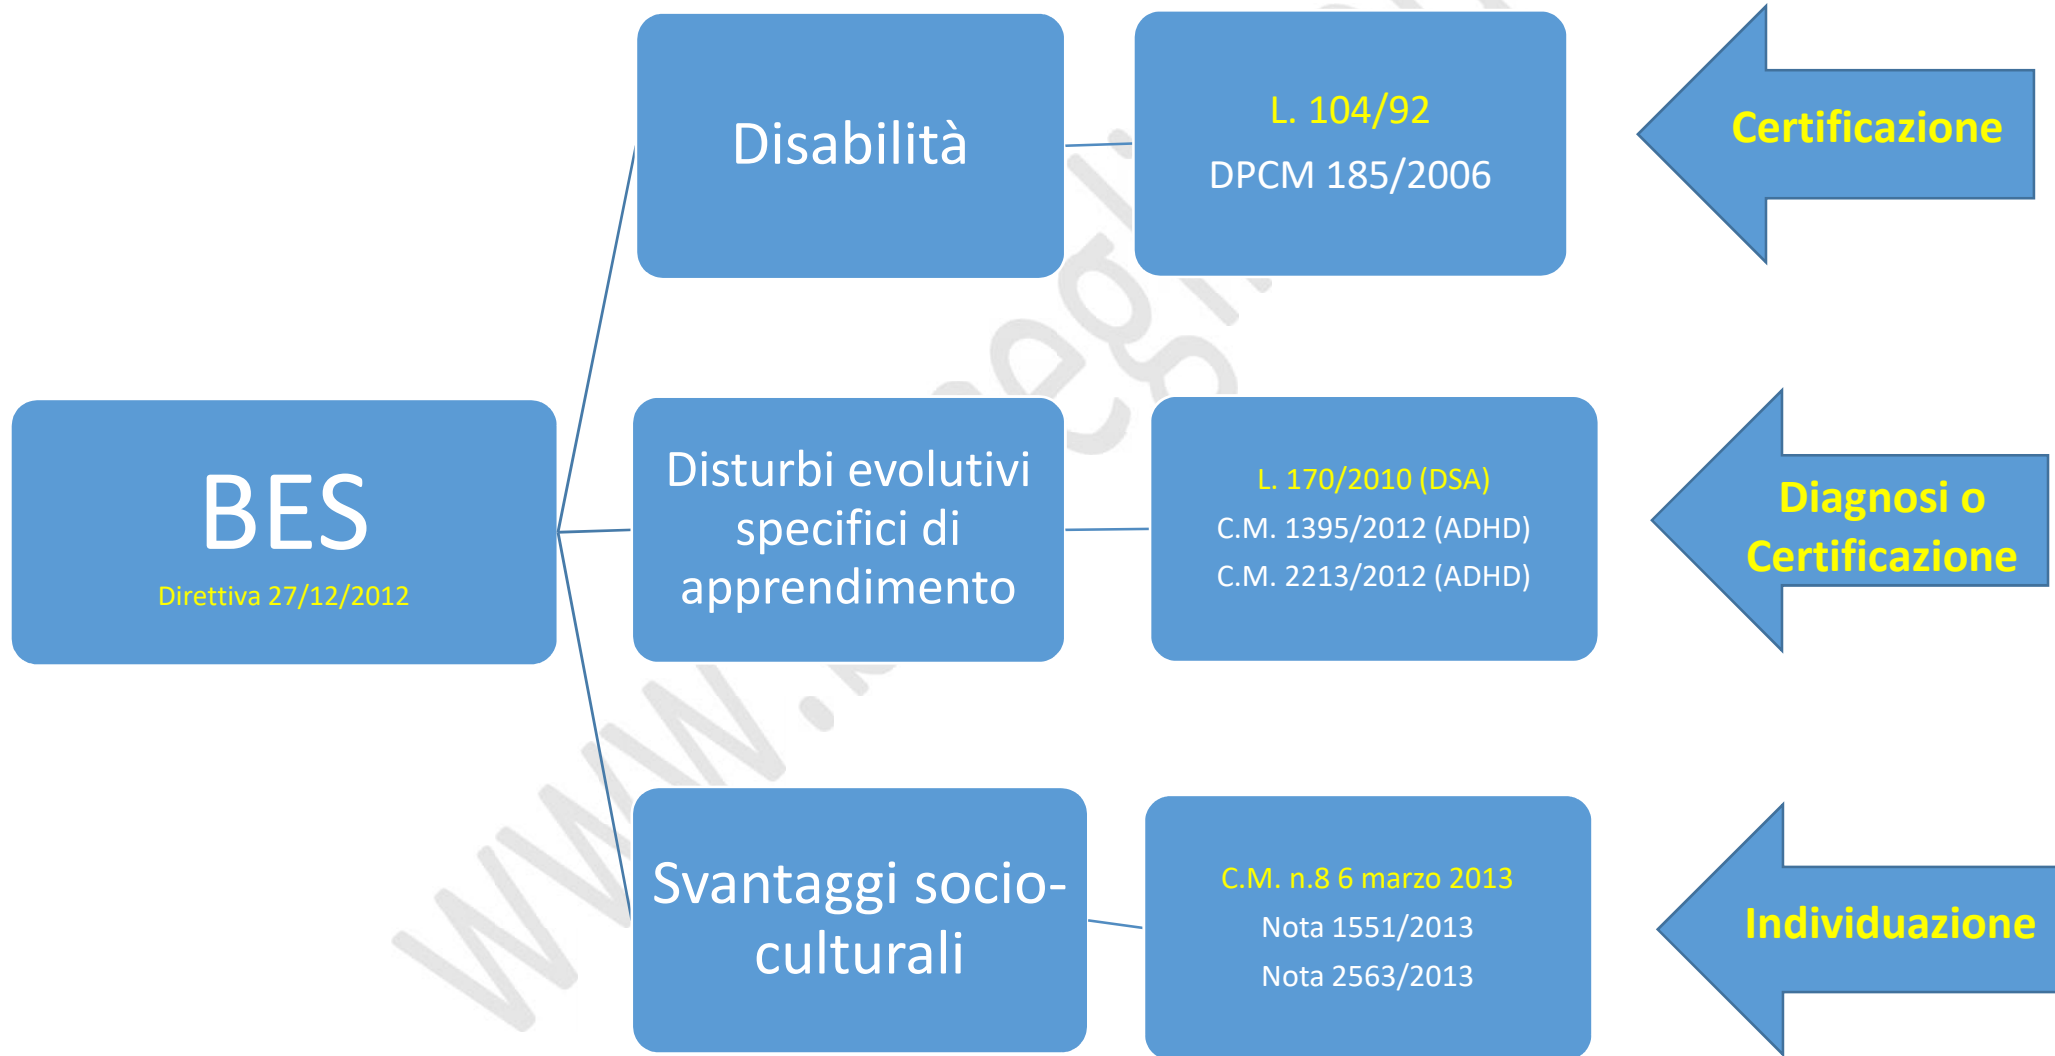 BES
Direttiva 27/12/2012
Disabilità
L. 104/92
DPCM 185/2006
Certificazione
Disturbi evolutivi
specifici di
apprendimento
L. 170/2010 (DSA)
C.M. 1395/2012 (ADHD)
C.M. 2213/2012 (ADHD)
Diagnosi o
Certificazione
Svantaggi socio-
culturali
C.M. n.8 6 marzo 2013
Nota 1551/2013
Nota 2563/2013
Individuazione
www.